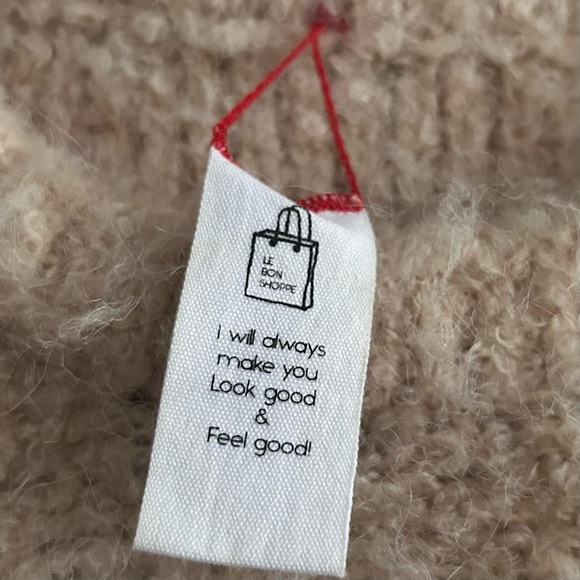 LE
BON
SHOPPE
I will always
make you
Look good
&
Feel good!